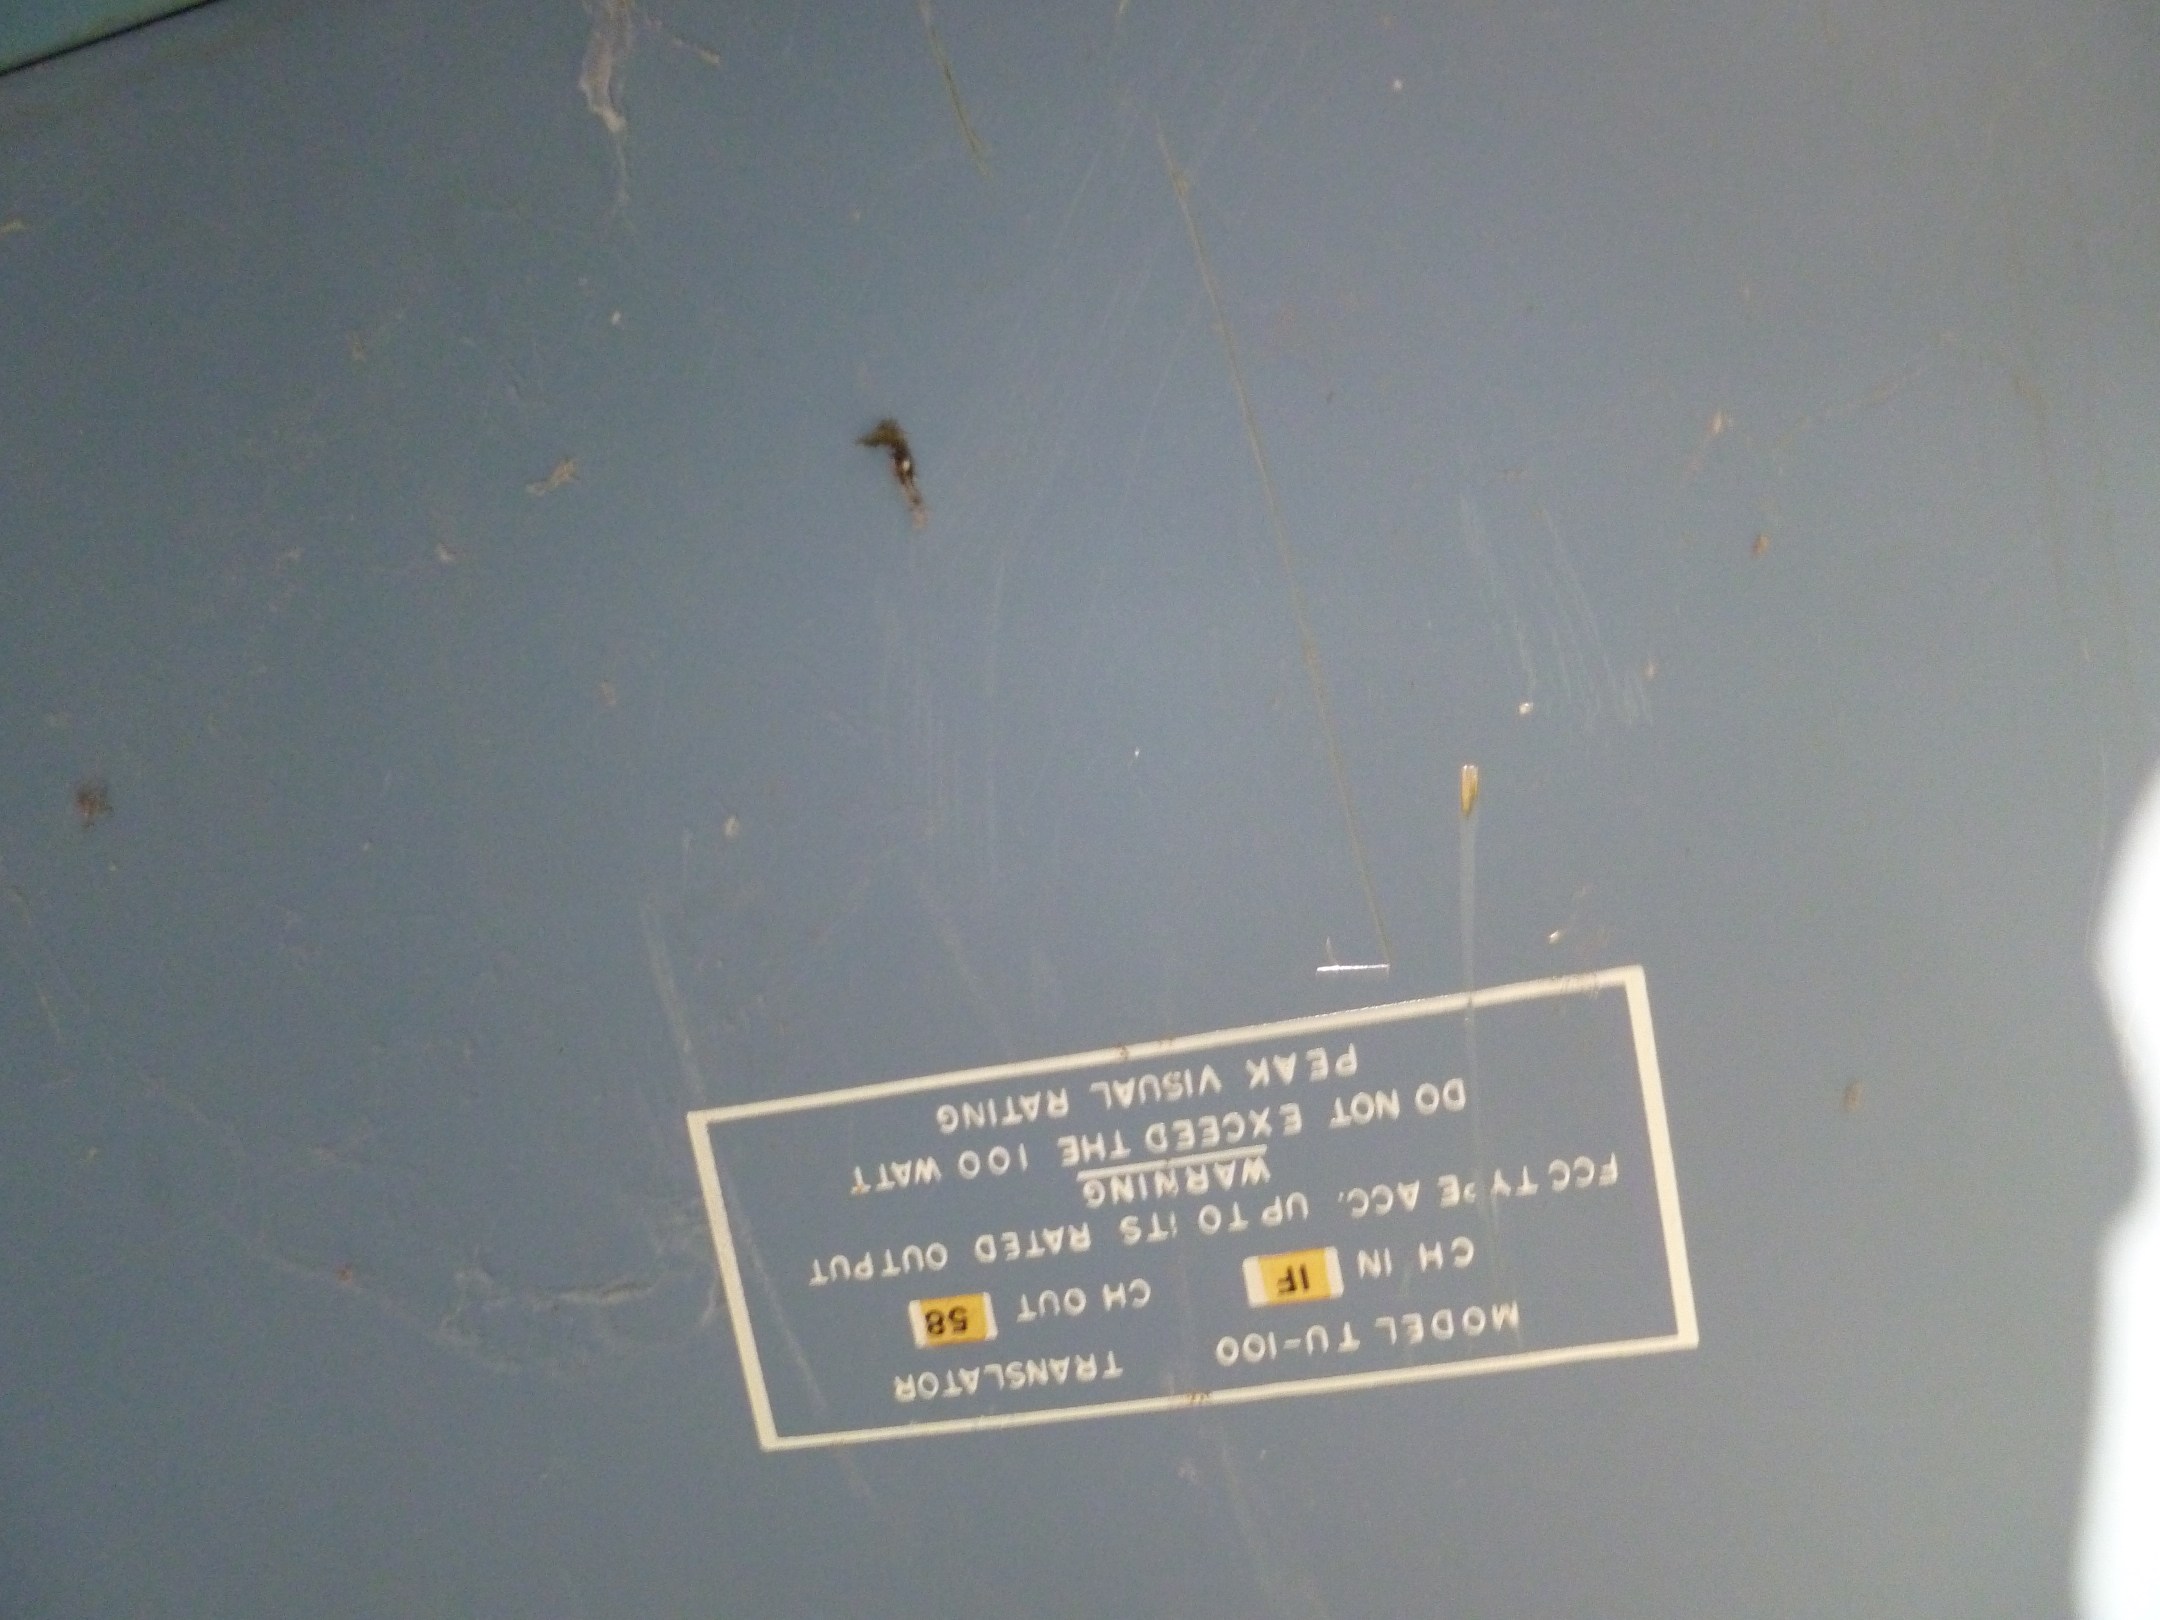 MODEL TU-100 TRANSLATOR
CH IN IF CH OUT 58
FCC TYPE ACC. UP TO ITS RATED OUTPUT
WARNING
DO NOT EXCEED THE 100 WATT
PEAK VISUAL RATING